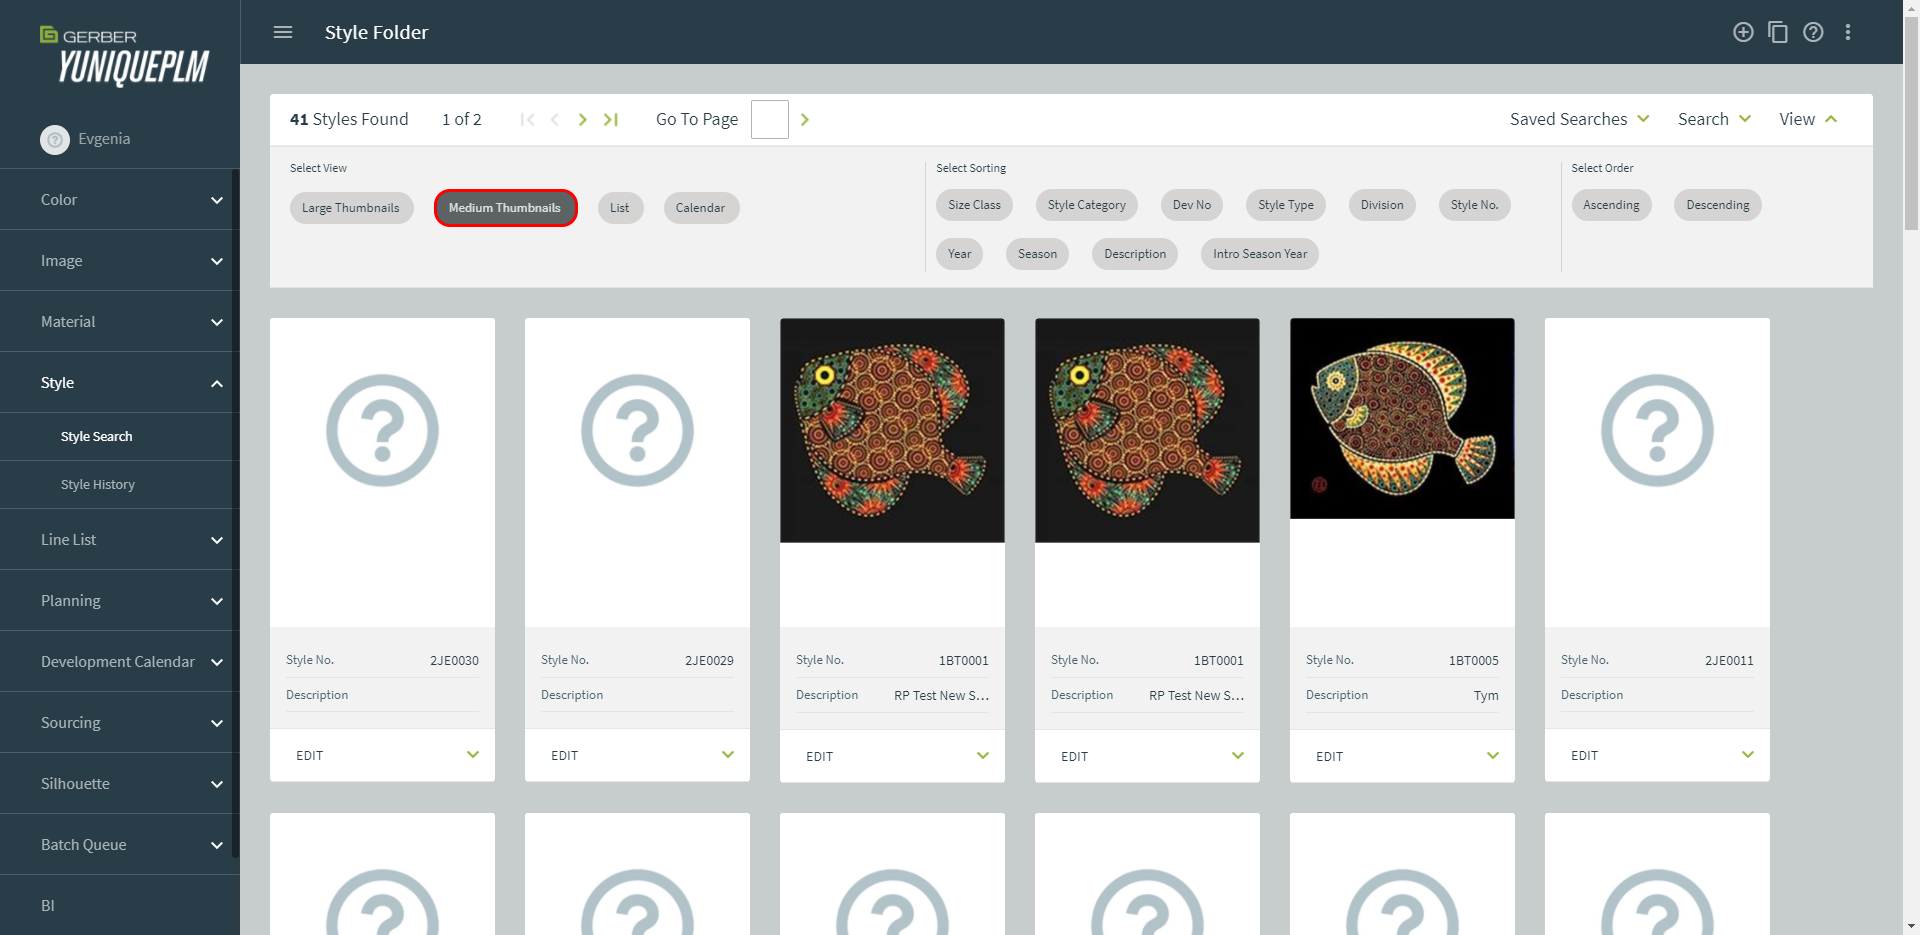 GERBER
YUNIQUEPLM
Evgenia
Color
Image
Material
Style
Style Search
Style History
Line List
Planning
Development Calendar
Sourcing
Silhouette
Batch Queue
BI
Style Folder
41 Styles Found 1 of 2 Go To Page Saved Searches Search View
Select View
Large Thumbnails Medium Thumbnails List Calendar
Select Sorting
Size Class Style Category Dev No Style Type Division Style No.
Year Season Description Intro Season Year
Select Order
Ascending Descending
Style No. 2JE0030
Description
EDIT
Style No. 2JE0029
Description
EDIT
Style No. 1BT0001
Description RP Test New S...
EDIT
Style No. 1BT0001
Description RP Test New S...
EDIT
Style No. 1BT0005
Description Tym
EDIT
Style No. 2JE0011
Description
EDIT